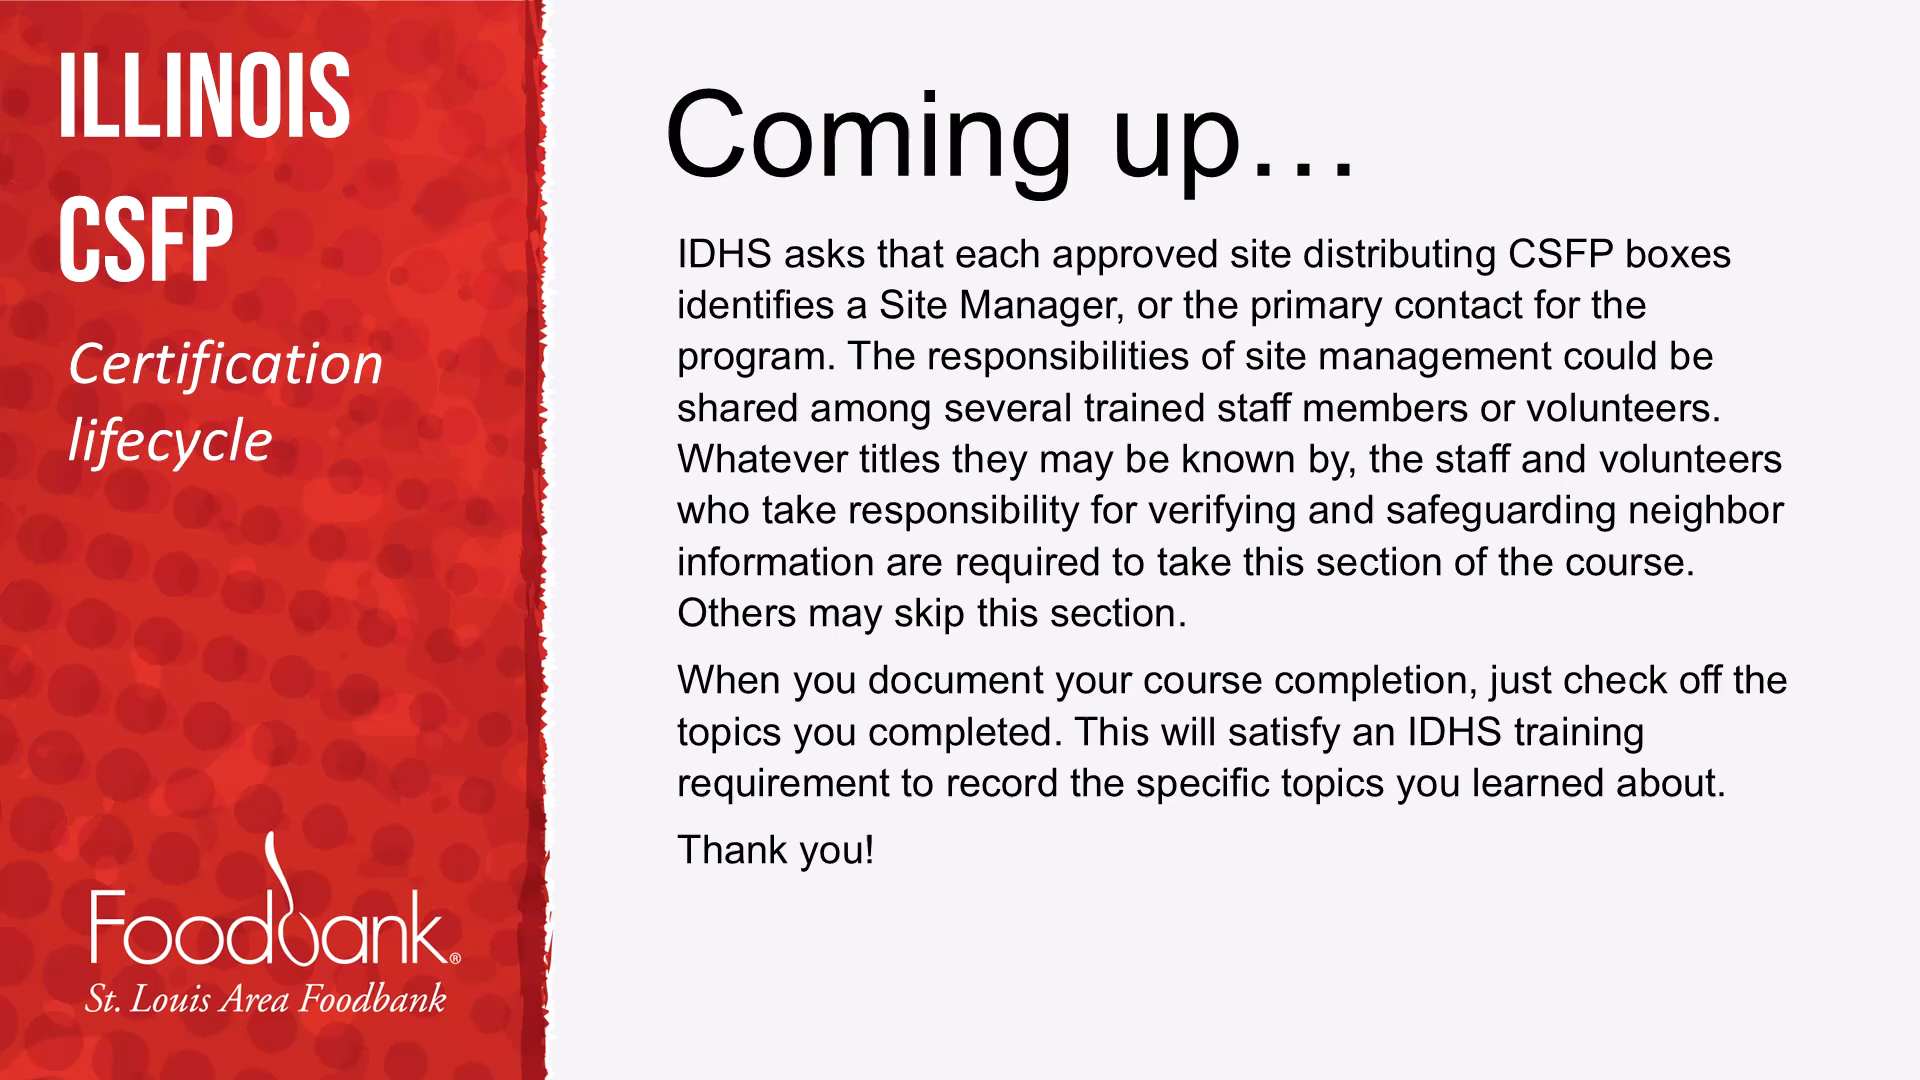 ILLINOIS
CSFP
Certification
lifecycle
Foodbank®
St. Louis Area Foodbank
Coming up…
IDHS asks that each approved site distributing CSFP boxes
identifies a Site Manager, or the primary contact for the
program. The responsibilities of site management could be
shared among several trained staff members or volunteers.
Whatever titles they may be known by, the staff and volunteers
who take responsibility for verifying and safeguarding neighbor
information are required to take this section of the course.
Others may skip this section.
When you document your course completion, just check off the
topics you completed. This will satisfy an IDHS training
requirement to record the specific topics you learned about.
Thank you!